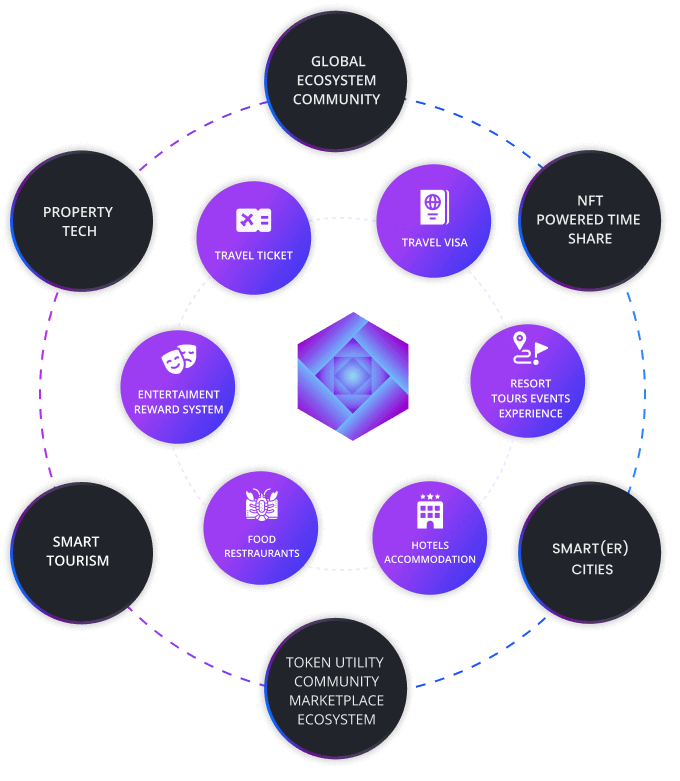 GLOBAL
ECOSYSTEM
COMMUNITY
PROPERTY
TECH
NFT
POWERED TIME
SHARE
TRAVEL TICKET
TRAVEL VISA
ENTERTAIMENT
REWARD SYSTEM
RESORT
TOURS EVENTS
EXPERIENCE
FOOD
RESTRAURANTS
HOTELS
ACCOMMODATION
SMART
TOURISM
SMART(ER)
CITIES
TOKEN UTILITY
COMMUNITY
MARKETPLACE
ECOSYSTEM